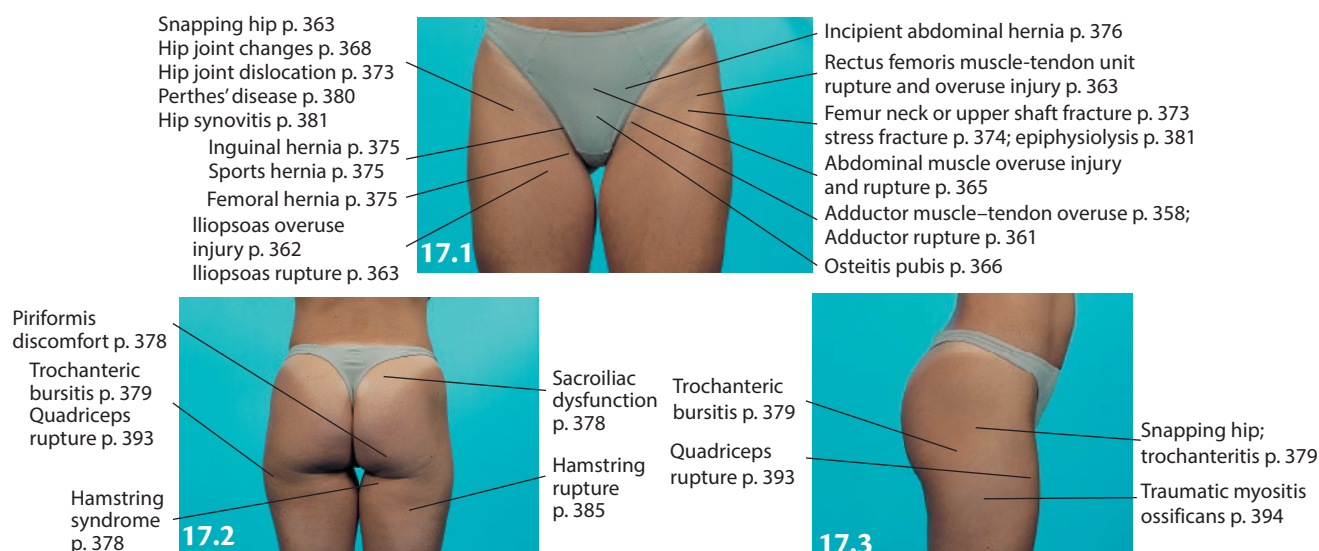 Snapping hip p. 363
Hip joint changes p. 368
Hip joint dislocation p. 373
Perthes’ disease p. 380
Hip synovitis p. 381
Inguinal hernia p. 375
Sports hernia p. 375
Femoral hernia p. 375
Iliopsoas overuse
injury p. 362
Iliopsoas rupture p. 363
17.1
Incipient abdominal hernia p. 376
Rectus femoris muscle-tendon unit
rupture and overuse injury p. 363
Femur neck or upper shaft fracture p. 373
stress fracture p. 374; epiphysiolysis p. 381
Abdominal muscle overuse injury
and rupture p. 365
Adductor muscle–tendon overuse p. 358;
Adductor rupture p. 361
Osteitis pubis p. 366
Piriformis
discomfort p. 378
Trochanteric
bursitis p. 379
Quadriceps
rupture p. 393
Hamstring
syndrome
p. 378
17.2
Sacroiliac
dysfunction
p. 378
Hamstring
rupture
p. 385
Trochanteric
bursitis p. 379
Quadriceps
rupture p. 393
17.3
Snapping hip;
trochanteritis p. 379
Traumatic myositis
ossificans p. 394